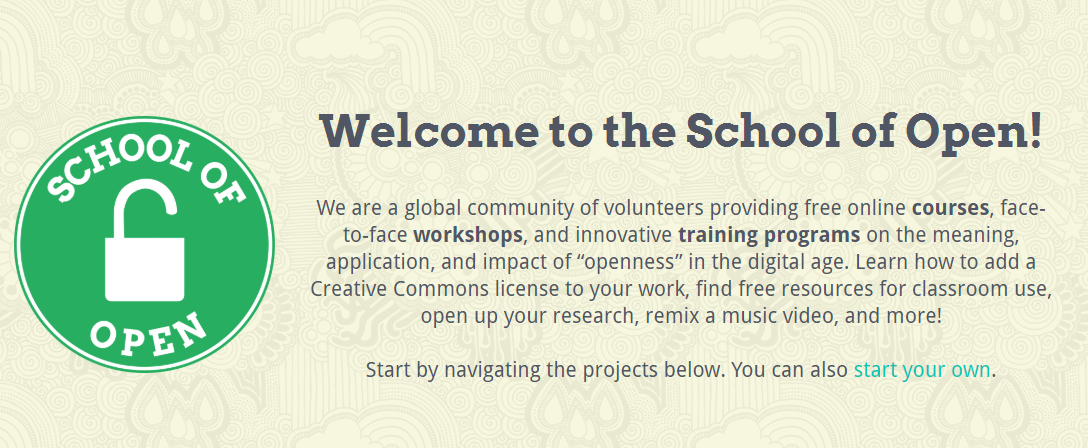 SCHOOL OF
OPEN
Welcome to the School of Open!
We are a global community of volunteers providing free online courses, face-
to-face workshops, and innovative training programs on the meaning,
application, and impact of “openness” in the digital age. Learn how to add a
Creative Commons license to your work, find free resources for classroom use,
open up your research, remix a music video, and more!
Start by navigating the projects below. You can also start your own.